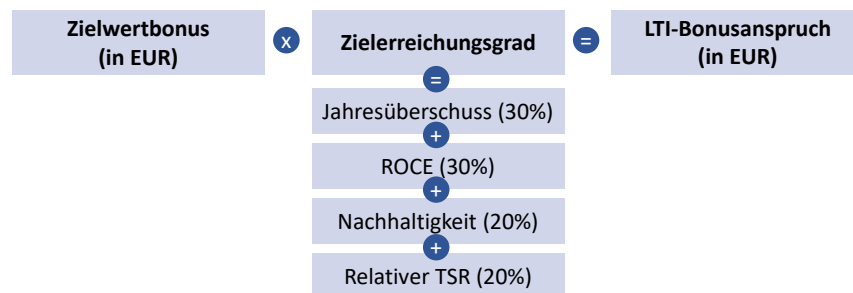 Zielwertbonus
(in EUR)
x
Zielerreichungsgrad
=
LTI-Bonusanspruch
(in EUR)
=
Jahresüberschuss (30%)
+
ROCE (30%)
+
Nachhaltigkeit (20%)
+
Relativer TSR (20%)